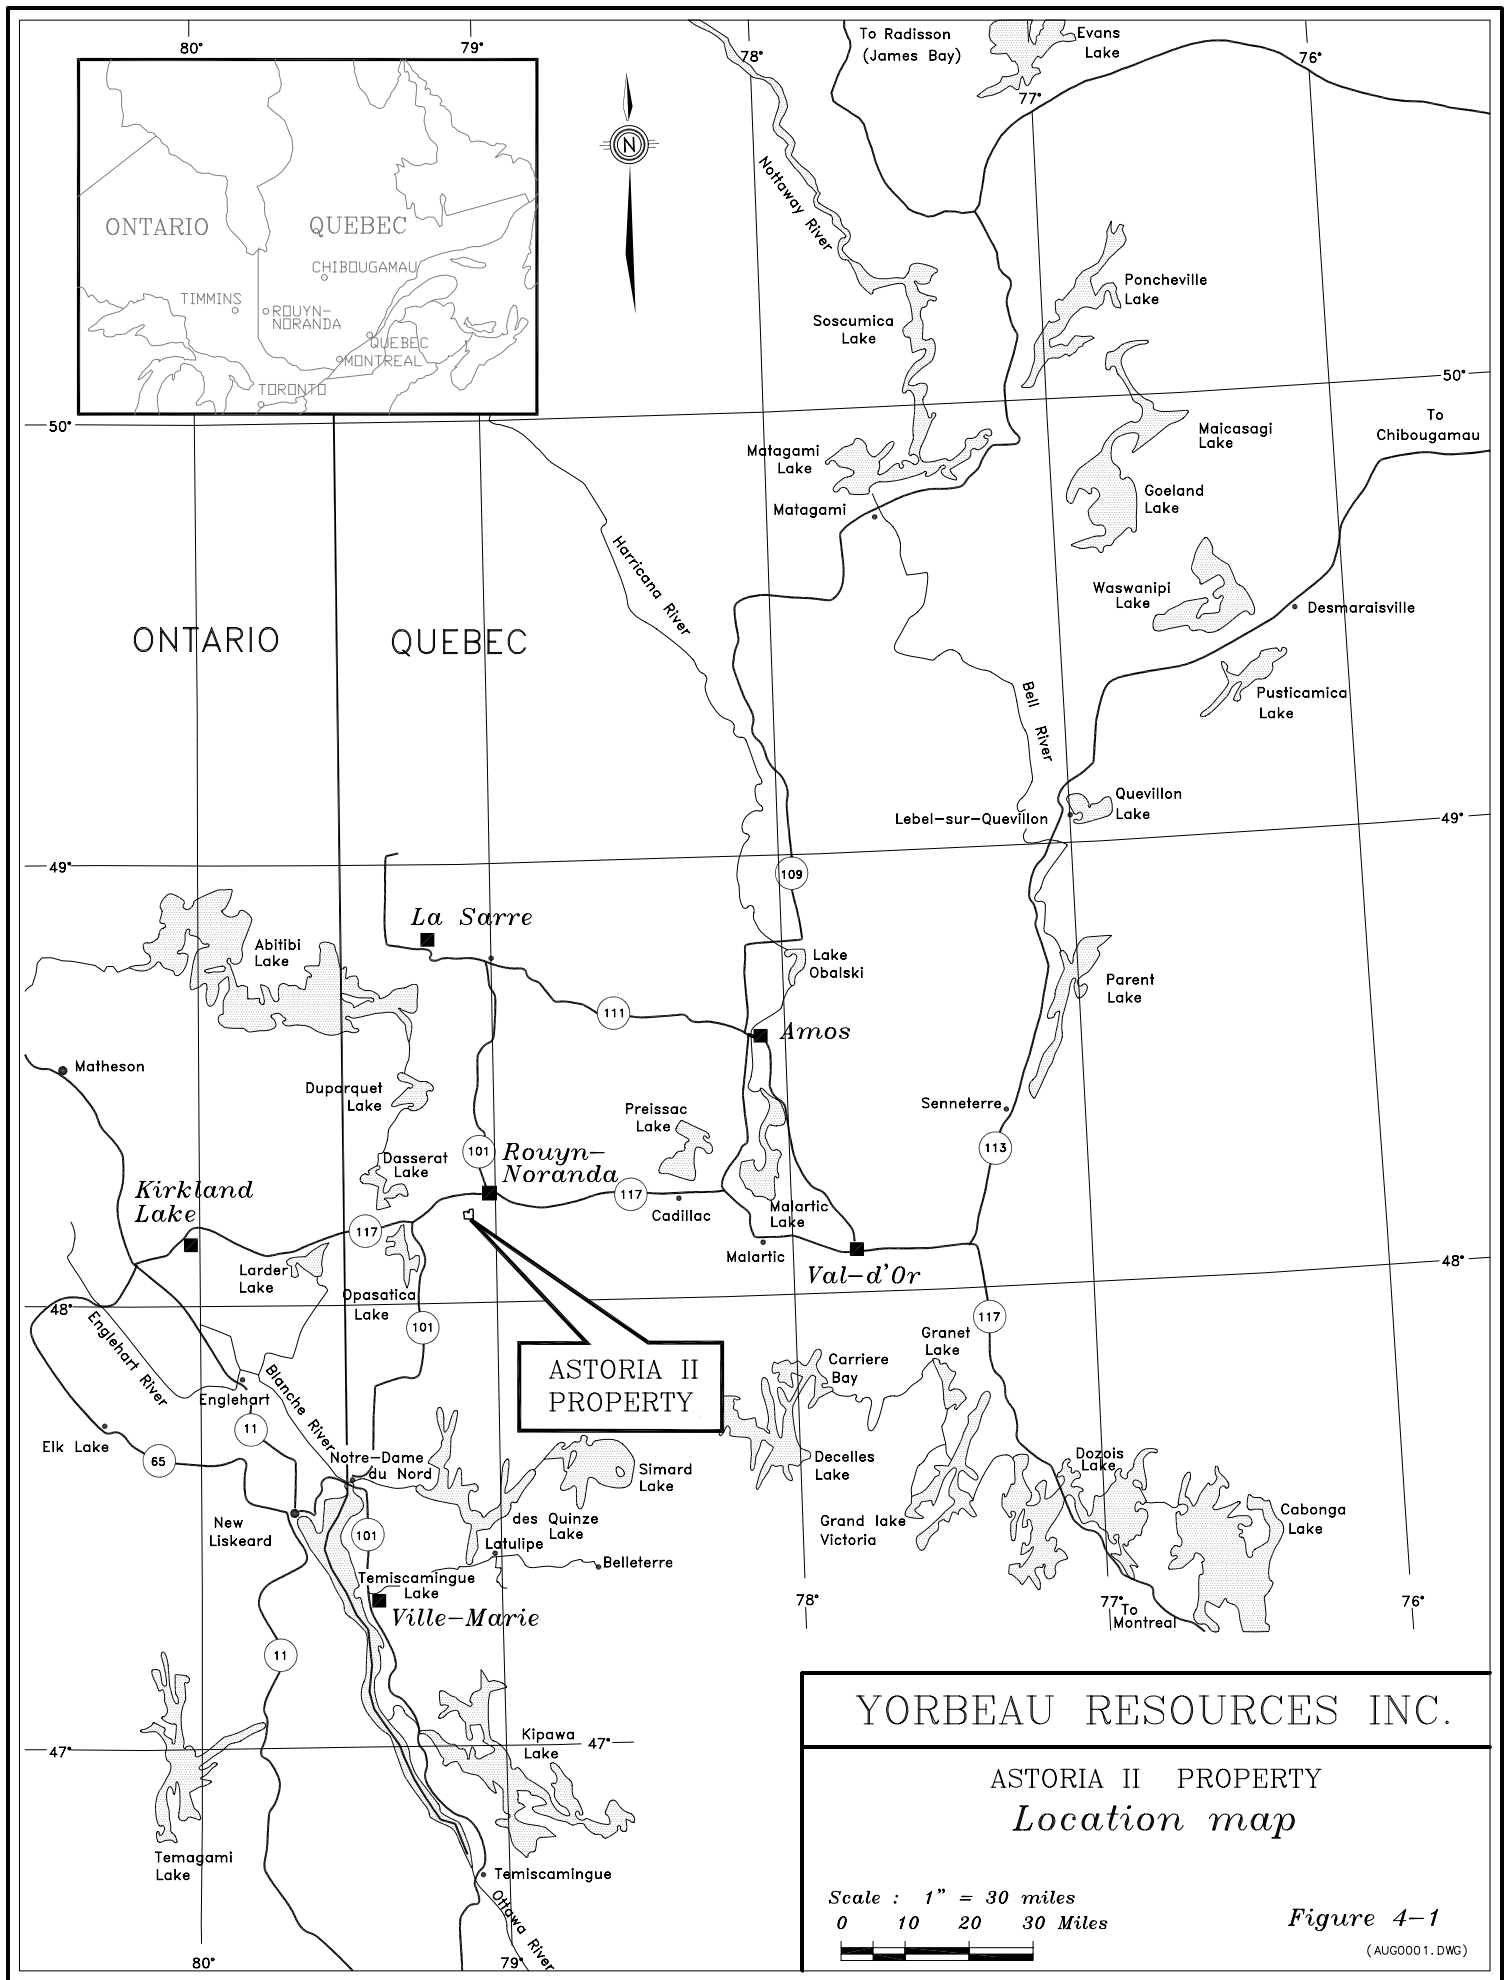 80°
79°
78°
To Radisson
(James Bay)
Evans
Lake
77°
76°
ONTARIO
QUEBEC
CHIBOUGAMAU
TIMMINS
ROUYN-
NORANDA
QUEBEC
MONTREAL
TORONTO
N
Nottaway River
Poncheville
Lake
Soscumica
Lake
50°
50°
To
Chibougamau
Maicasagi
Lake
Matagami
Lake
Goeland
Lake
Matagami
Harricana River
Waswanipi
Lake
Desmaraisville
ONTARIO
QUEBEC
Pusticamica
Lake
Bell River
Quevillon
Lake
Lebel-sur-Quevillon
49°
49°
109
La Sarre
Abitibi
Lake
Lake
Obalski
Parent
Lake
111
Amos
Matheson
Duparquet
Lake
Preissac
Lake
Senneterre
113
101
Rouyn-
Noranda
Dasserat
Lake
Kirkland
Lake
117
117
Cadillac
Malartic
Lake
Malartic
Val-d'Or
48°
Larder
Lake
Opasatica
Lake
48°
101
117
Englehart River
Blanche River
Englehart
ASTORIA II
PROPERTY
Granet
Lake
Carriere
Bay
11
Elk Lake
65
Notre-Dame
du Nord
Simard
Lake
Decelles
Lake
Dozois
Lake
New
Liskeard
101
des Quinze
Lake
Grand lake
Victoria
Cabonga
Lake
Latulipe
Belleterre
Temiscamingue
Lake
Ville-Marie
78°
77°
To
Montreal
76°
11
Kipawa
Lake
47°
47°
Temagami
Lake
Temiscamingue
Ottawa River
80°
79°
YORBEAU RESOURCES INC.
ASTORIA II PROPERTY
Location map
Scale : 1" = 30 miles
0 10 20 30 Miles
Figure 4-1
(AUG0001.DWG)